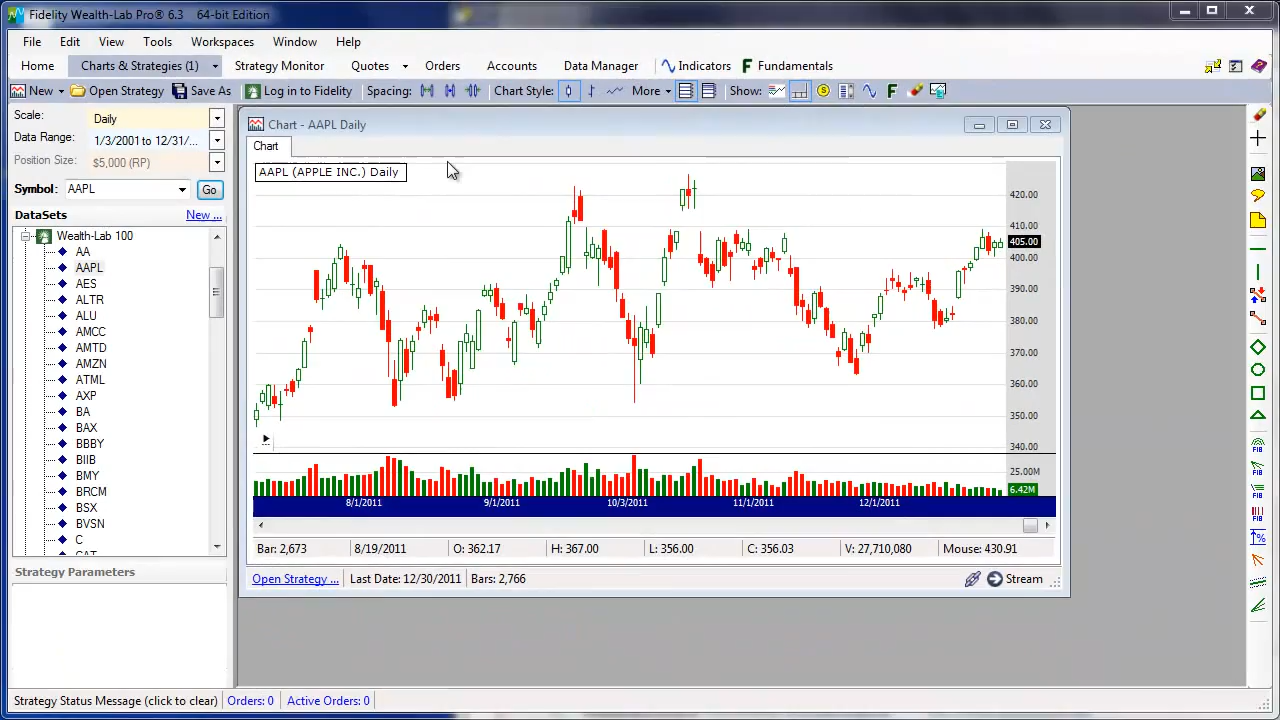 Fidelity Wealth-Lab Pro® 6.3 64-bit Edition
File Edit View Tools Workspaces Window Help
Home Charts & Strategies (1) Strategy Monitor Quotes Orders Accounts Data Manager Indicators F Fundamentals
New Open Strategy Save As Log in to Fidelity Spacing: Chart Style: More Show: F
Scale: Daily
Data Range: 1/3/2001 to 12/31/...
Position Size: $5,000 (RP)
Symbol: AAPL Go
DataSets New ...
Wealth-Lab 100
AA
AAPL
AES
ALTR
ALU
AMCC
AMTD
AMZN
ATML
AXP
BA
BAX
BBBY
BIIB
BMY
BRCM
BSX
BVSN
C
CAT
Strategy Parameters
Chart - AAPL Daily
Chart
AAPL (APPLE INC.) Daily
420.00
410.00
405.00
400.00
390.00
380.00
370.00
360.00
350.00
340.00
25.00M
6.42M
8/1/2011 9/1/2011 10/3/2011 11/1/2011 12/1/2011
Bar: 2,673 8/19/2011 O: 362.17 H: 367.00 L: 356.00 C: 356.03 V: 27,710,080 Mouse: 430.91
Open Strategy ... Last Date: 12/30/2011 Bars: 2,766 Stream
FIB
FIB
FIB
FIB
%
Strategy Status Message (click to clear) Orders: 0 Active Orders: 0